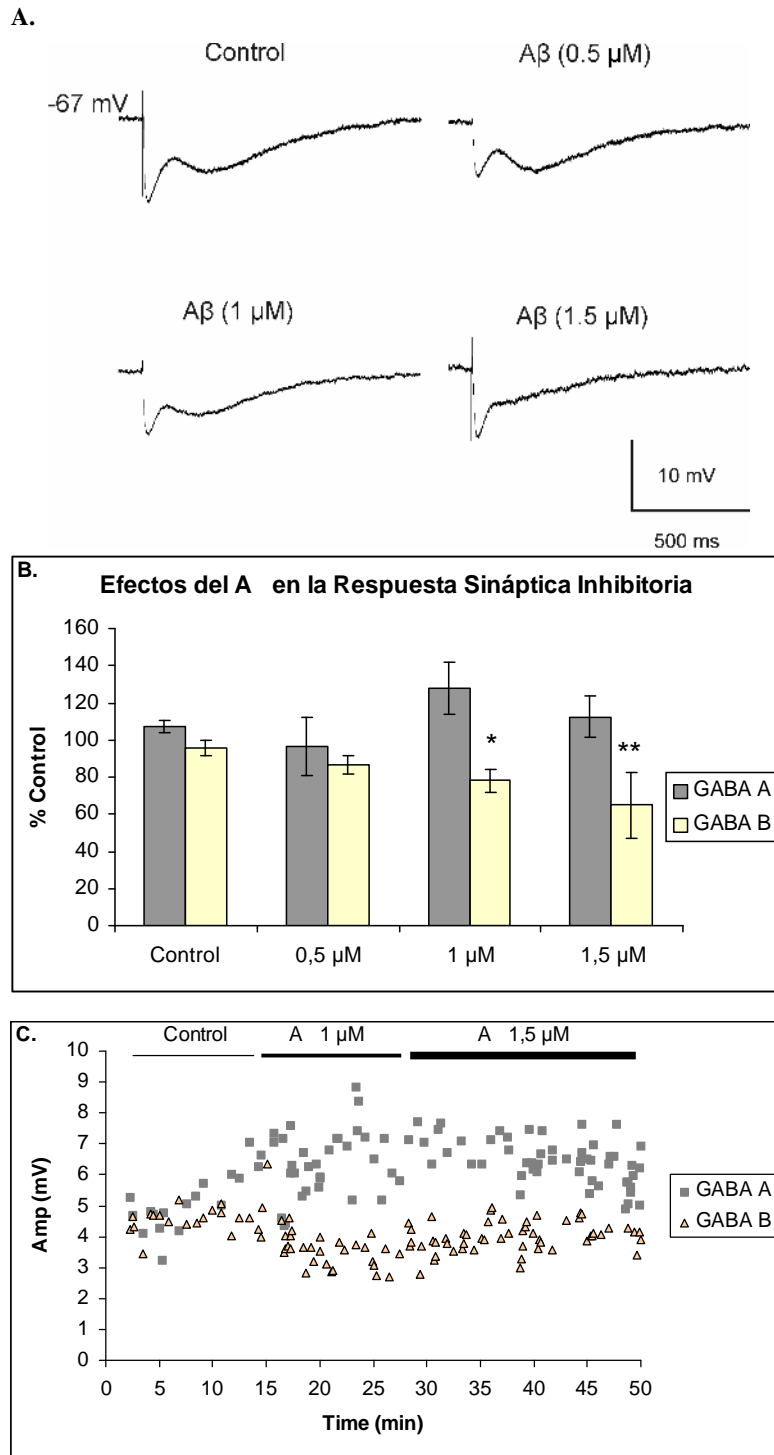 A.
Control
Aβ (0.5 µM)
-67 mV
Aβ (1 µM)
Aβ (1.5 µM)
10 mV
500 ms
B.
Efectos del A en la Respuesta Sináptica Inhibitoria
160
140
120
100
80
60
40
20
0
% Control
*
**
GABA A
GABA B
Control
0,5 µM
1 µM
1,5 µM
C.
Control
A 1 µM
A 1,5 µM
10
9
8
7
6
5
4
3
2
1
0
Amp (mV)
GABA A
GABA B
0
5
10
15
20
25
30
35
40
45
50
Time (min)